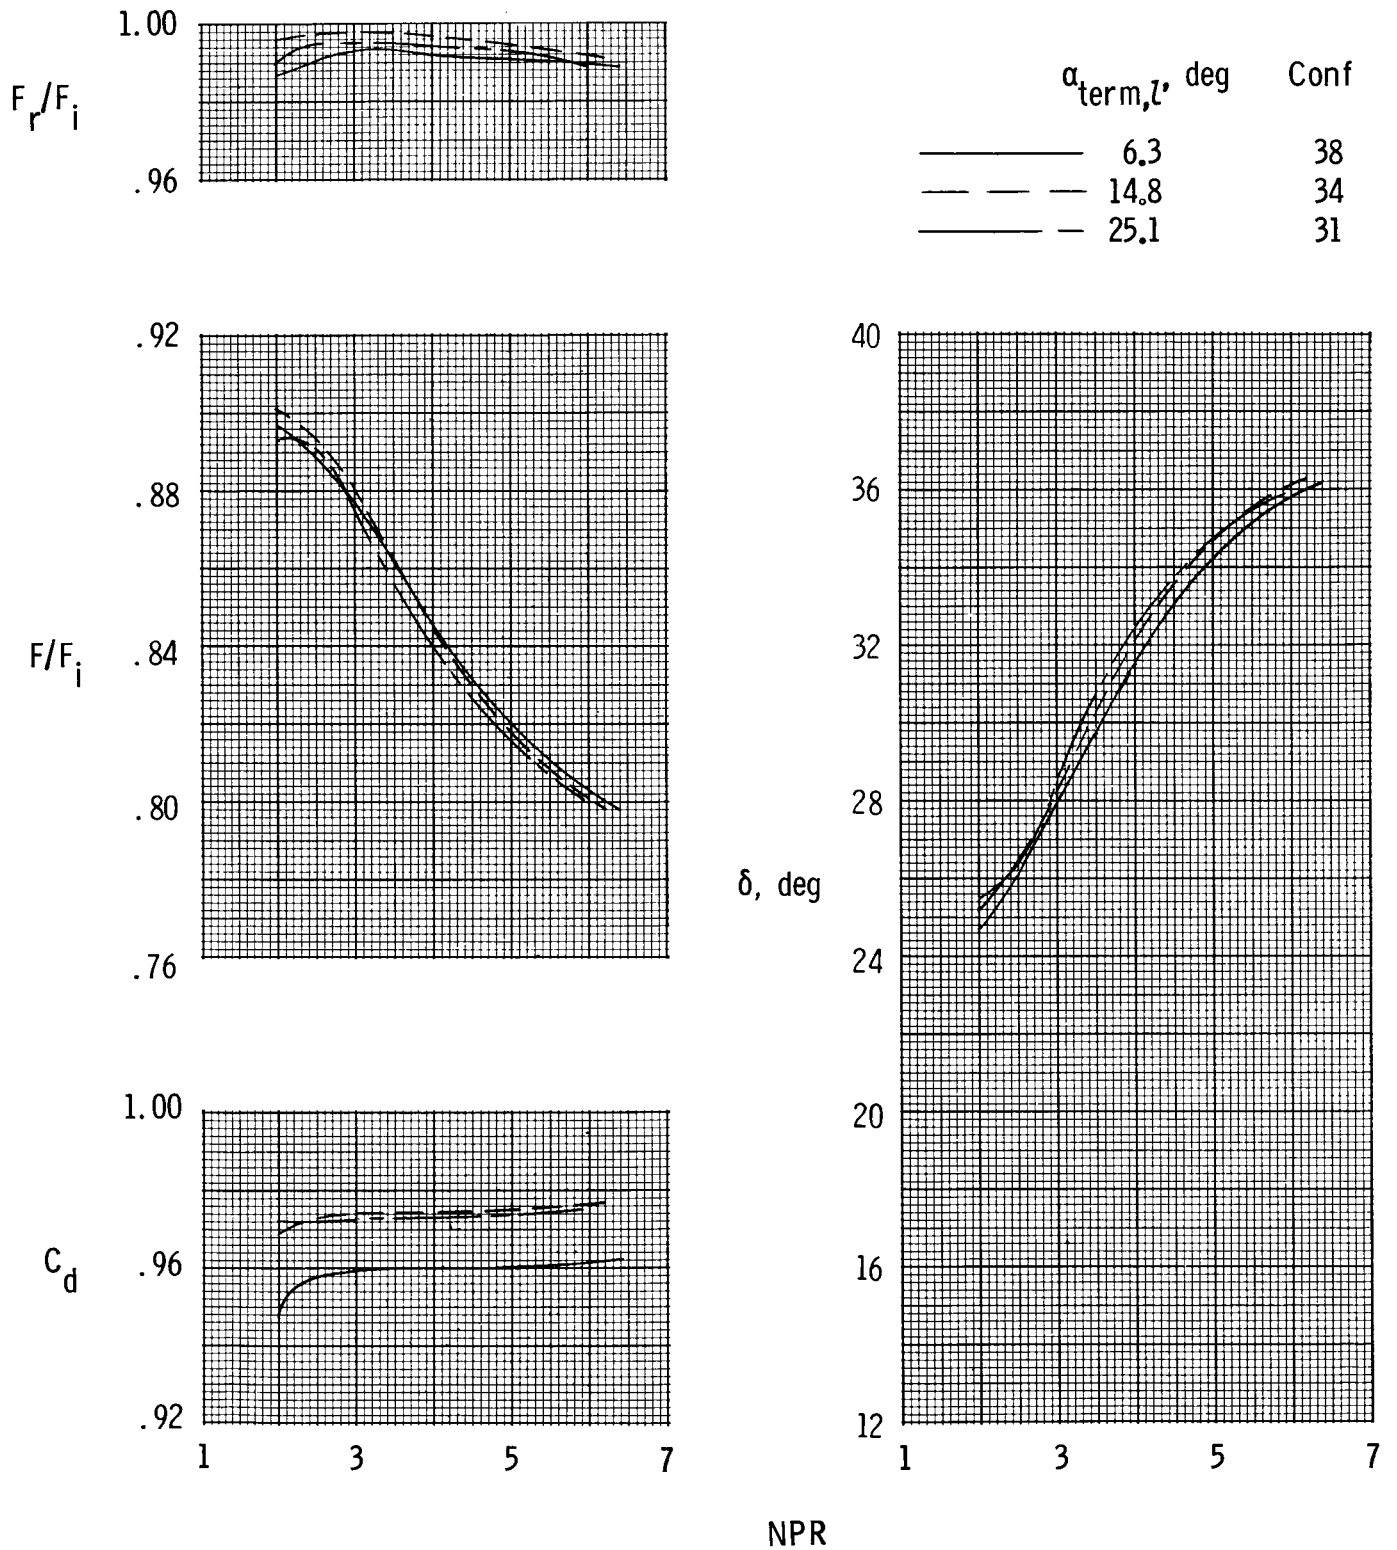 1.00
F_r/F_i
.96
α_term,l, deg Conf
6.3 38
14.8 34
25.1 31
.92
.88
F/F_i
.84
.80
.76
40
36
32
28
δ, deg
24
20
16
12
1 3 5 7
1.00
C_d
.96
.92
1 3 5 7
NPR